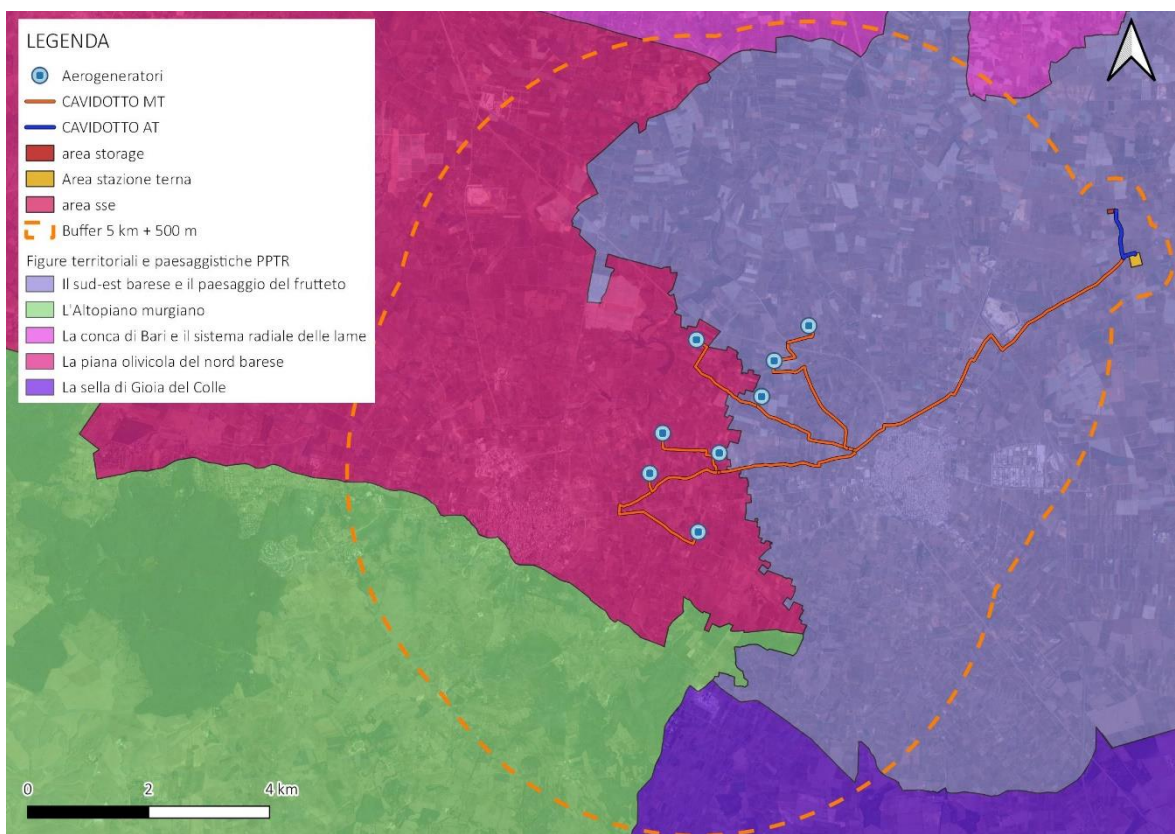 LEGENDA
Aerogeneratori
CAVIDOTTO MT
CAVIDOTTO AT
area storage
Area stazione terna
area sse
Buffer 5 km + 500 m
Figure territoriali e paesaggistiche PPTR
Il sud-est barese e il paesaggio del frutteto
L'Altopiano murgiano
La conca di Bari e il sistema radiale delle lame
La piana olivicola del nord barese
La sella di Gioia del Colle
0 2 4 km